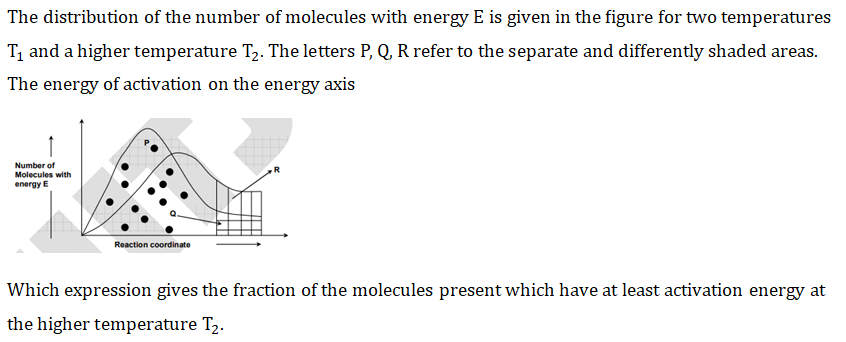 The distribution of the number of molecules with energy E is given in the figure for two temperatures
T₁ and a higher temperature T₂. The letters P, Q, R refer to the separate and differently shaded areas.
The energy of activation on the energy axis
P
Number of
Molecules with
energy E
R
Q
Reaction coordinate
Which expression gives the fraction of the molecules present which have at least activation energy at
the higher temperature T₂.